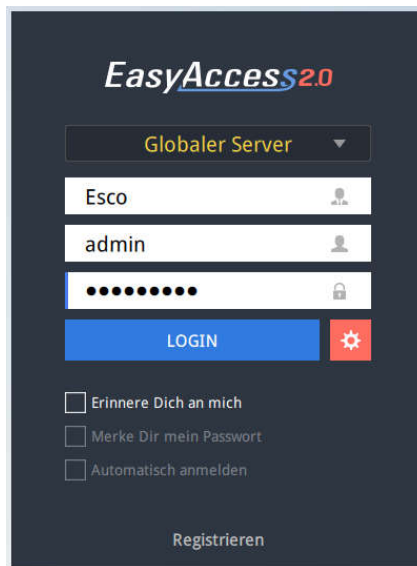 EasyAccess2.0
Globaler Server
Esco
admin
●●●●●●●●●
LOGIN
Erinnere Dich an mich
Merke Dir mein Passwort
Automatisch anmelden
Registrieren